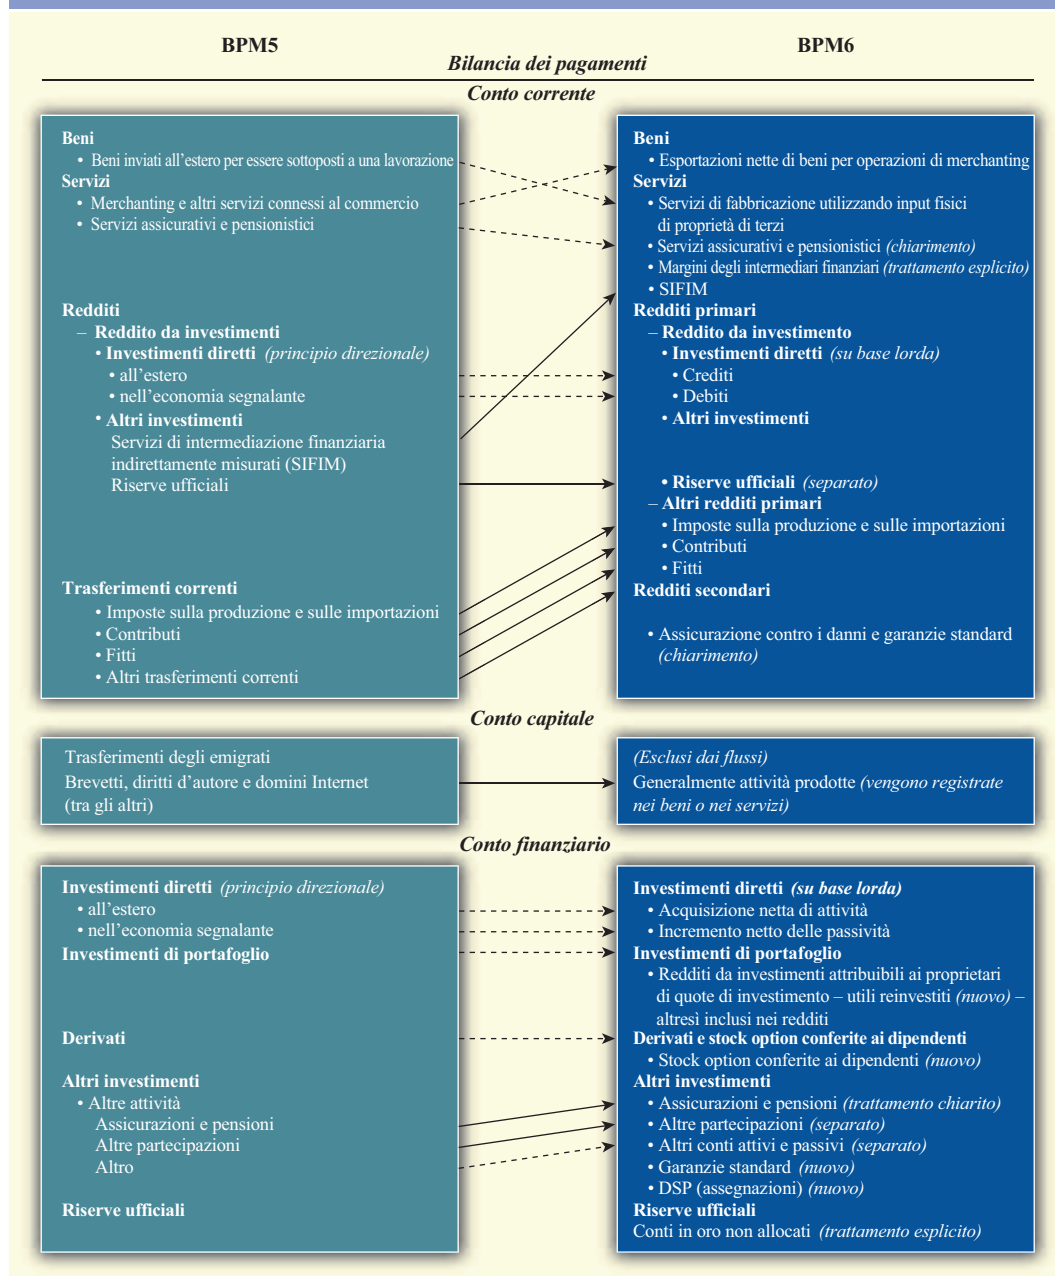 BPM5
BPM6
Bilancia dei pagamenti
Conto corrente
Beni
• Beni inviati all'estero per essere sottoposti a una lavorazione
Servizi
• Merchanting e altri servizi connessi al commercio
• Servizi assicurativi e pensionistici
Redditi
– Reddito da investimenti
• Investimenti diretti (principio direzionale)
• all'estero
• nell'economia segnalante
• Altri investimenti
Servizi di intermediazione finanziaria
indirettamente misurati (SIFIM)
Riserve ufficiali
Trasferimenti correnti
• Imposte sulla produzione e sulle importazioni
• Contributi
• Fitti
• Altri trasferimenti correnti
Beni
• Esportazioni nette di beni per operazioni di merchanting
Servizi
• Servizi di fabbricazione utilizzando input fisici
di proprietà di terzi
• Servizi assicurativi e pensionistici (chiarimento)
• Margini degli intermediari finanziari (trattamento esplicito)
• SIFIM
Redditi primari
– Reddito da investimento
• Investimenti diretti (su base lorda)
• Crediti
• Debiti
• Altri investimenti
• Riserve ufficiali (separato)
– Altri redditi primari
• Imposte sulla produzione e sulle importazioni
• Contributi
• Fitti
Redditi secondari
• Assicurazione contro i danni e garanzie standard
(chiarimento)
Conto capitale
Trasferimenti degli emigrati
Brevetti, diritti d'autore e domini Internet
(tra gli altri)
(Esclusi dai flussi)
Generalmente attività prodotte (vengono registrate
nei beni o nei servizi)
Conto finanziario
Investimenti diretti (principio direzionale)
• all'estero
• nell'economia segnalante
Investimenti di portafoglio
Derivati
Altri investimenti
• Altre attività
Assicurazioni e pensioni
Altre partecipazioni
Altro
Riserve ufficiali
Investimenti diretti (su base lorda)
• Acquisizione netta di attività
• Incremento netto delle passività
Investimenti di portafoglio
• Redditi da investimenti attribuibili ai proprietari
di quote di investimento – utili reinvestiti (nuovo) –
altresì inclusi nei redditi
Derivati e stock option conferite ai dipendenti
• Stock option conferite ai dipendenti (nuovo)
Altri investimenti
• Assicurazioni e pensioni (trattamento chiarito)
• Altre partecipazioni (separato)
• Altri conti attivi e passivi (separato)
• Garanzie standard (nuovo)
• DSP (assegnazioni) (nuovo)
Riserve ufficiali
Conti in oro non allocati (trattamento esplicito)